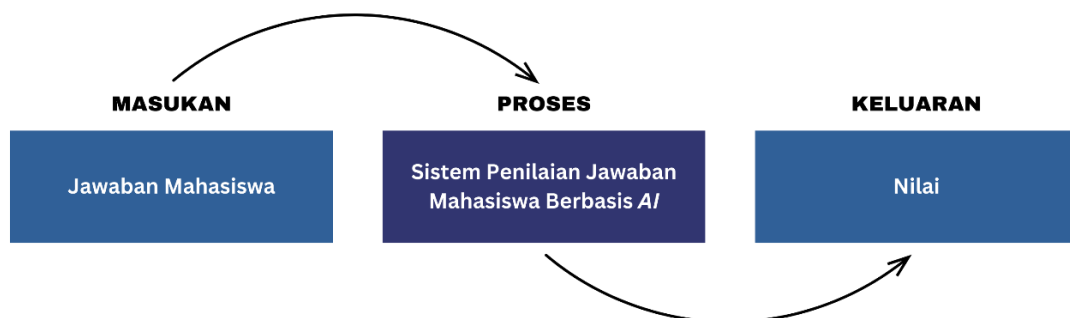 MASUKAN
PROSES
KELUARAN
Jawaban Mahasiswa
Sistem Penilaian Jawaban
Mahasiswa Berbasis AI
Nilai